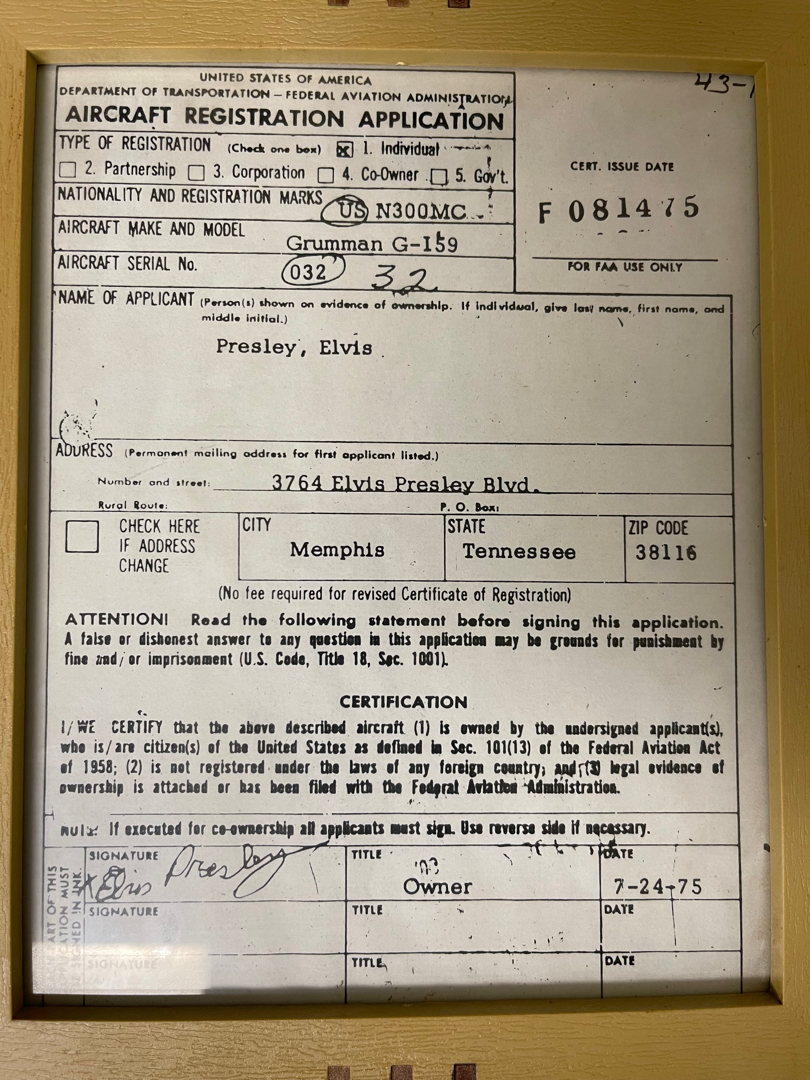 43-1
UNITED STATES OF AMERICA
DEPARTMENT OF TRANSPORTATION — FEDERAL AVIATION ADMINISTRATION
AIRCRAFT REGISTRATION APPLICATION
TYPE OF REGISTRATION (Check one box) ☒ 1. Individual
☐ 2. Partnership ☐ 3. Corporation ☐ 4. Co-Owner ☐ 5. Gov't.
NATIONALITY AND REGISTRATION MARKS US N300MC
AIRCRAFT MAKE AND MODEL
Grumman G-159
AIRCRAFT SERIAL No.
032 32
CERT. ISSUE DATE
F 081475
FOR FAA USE ONLY
NAME OF APPLICANT (Person(s) shown on evidence of ownership. If individual, give last name, first name, and
middle initial.)
Presley, Elvis
ADDRESS (Permanent mailing address for first applicant listed.)
Number and street: 3764 Elvis Presley Blvd.
Rural Route: P. O. Box:
☐ CHECK HERE
IF ADDRESS
CHANGE
CITY
Memphis
STATE
Tennessee
ZIP CODE
38116
(No fee required for revised Certificate of Registration)
ATTENTION! Read the following statement before signing this application.
A false or dishonest answer to any question in this application may be grounds for punishment by
fine and/or imprisonment (U.S. Code, Title 18, Sec. 1001).
CERTIFICATION
I/WE CERTIFY that the above described aircraft (1) is owned by the undersigned applicant(s),
who is/are citizen(s) of the United States as defined in Sec. 101(13) of the Federal Aviation Act
of 1958; (2) is not registered under the laws of any foreign country; and (3) legal evidence of
ownership is attached or has been filed with the Federal Aviation Administration.
NOTE: If executed for co-ownership all applicants must sign. Use reverse side if necessary.
ART OF THIS
ATION MUST
SIGNED IN INK.
SIGNATURE
x Elvis Presley
TITLE
Owner
DATE
7-24-75
SIGNATURE
TITLE
DATE
SIGNATURE
TITLE
DATE